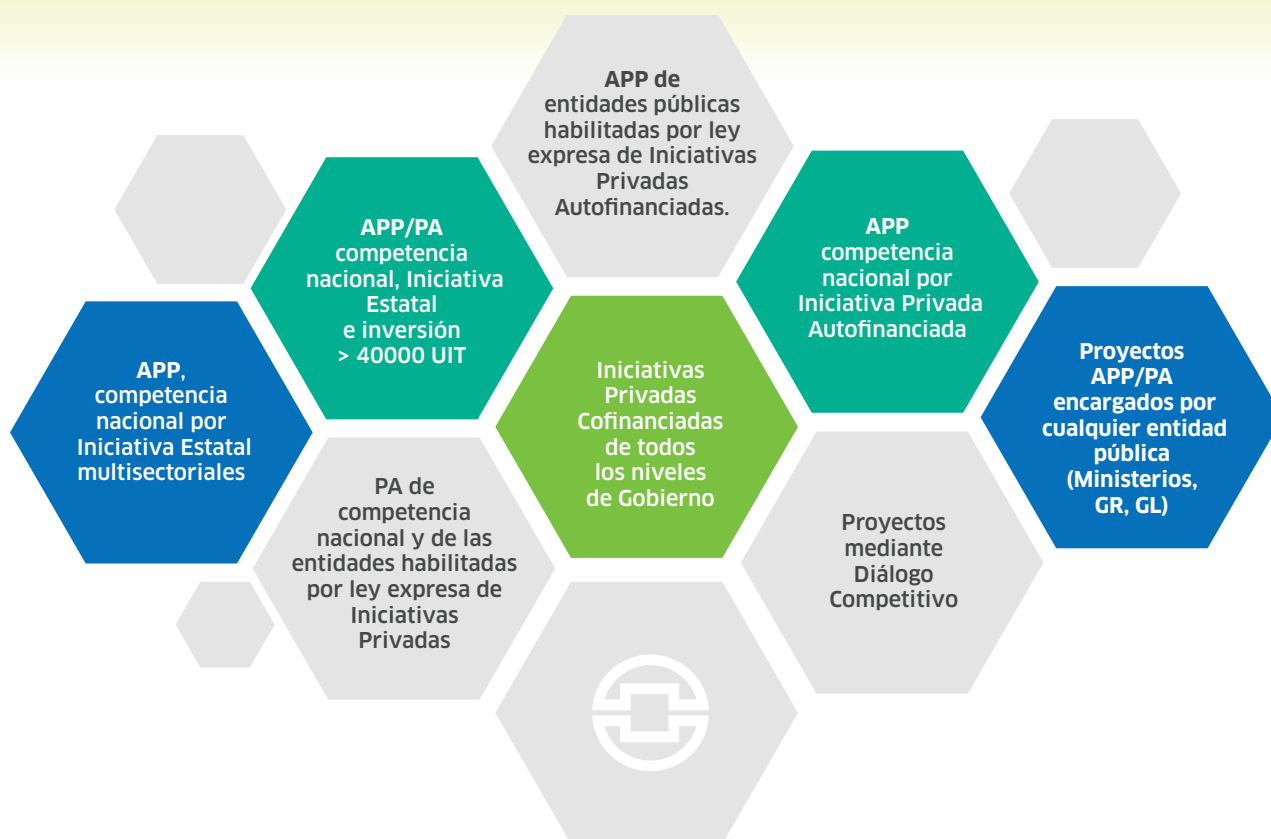 APP de
entidades públicas
habilitadas por ley
expresa de Iniciativas
Privadas
Autofinanciadas.
APP/PA
competencia
nacional, Iniciativa
Estatal
e inversión
> 40000 UIT
APP
competencia
nacional por
Iniciativa Privada
Autofinanciada
APP,
competencia
nacional por
Iniciativa Estatal
multisectoriales
Iniciativas
Privadas
Cofinanciadas
de todos
los niveles
de Gobierno
Proyectos
APP/PA
encargados por
cualquier entidad
pública
(Ministerios,
GR, GL)
PA de
competencia
nacional y de las
entidades habilitadas
por ley expresa de
Iniciativas
Privadas
Proyectos
mediante
Diálogo
Competitivo